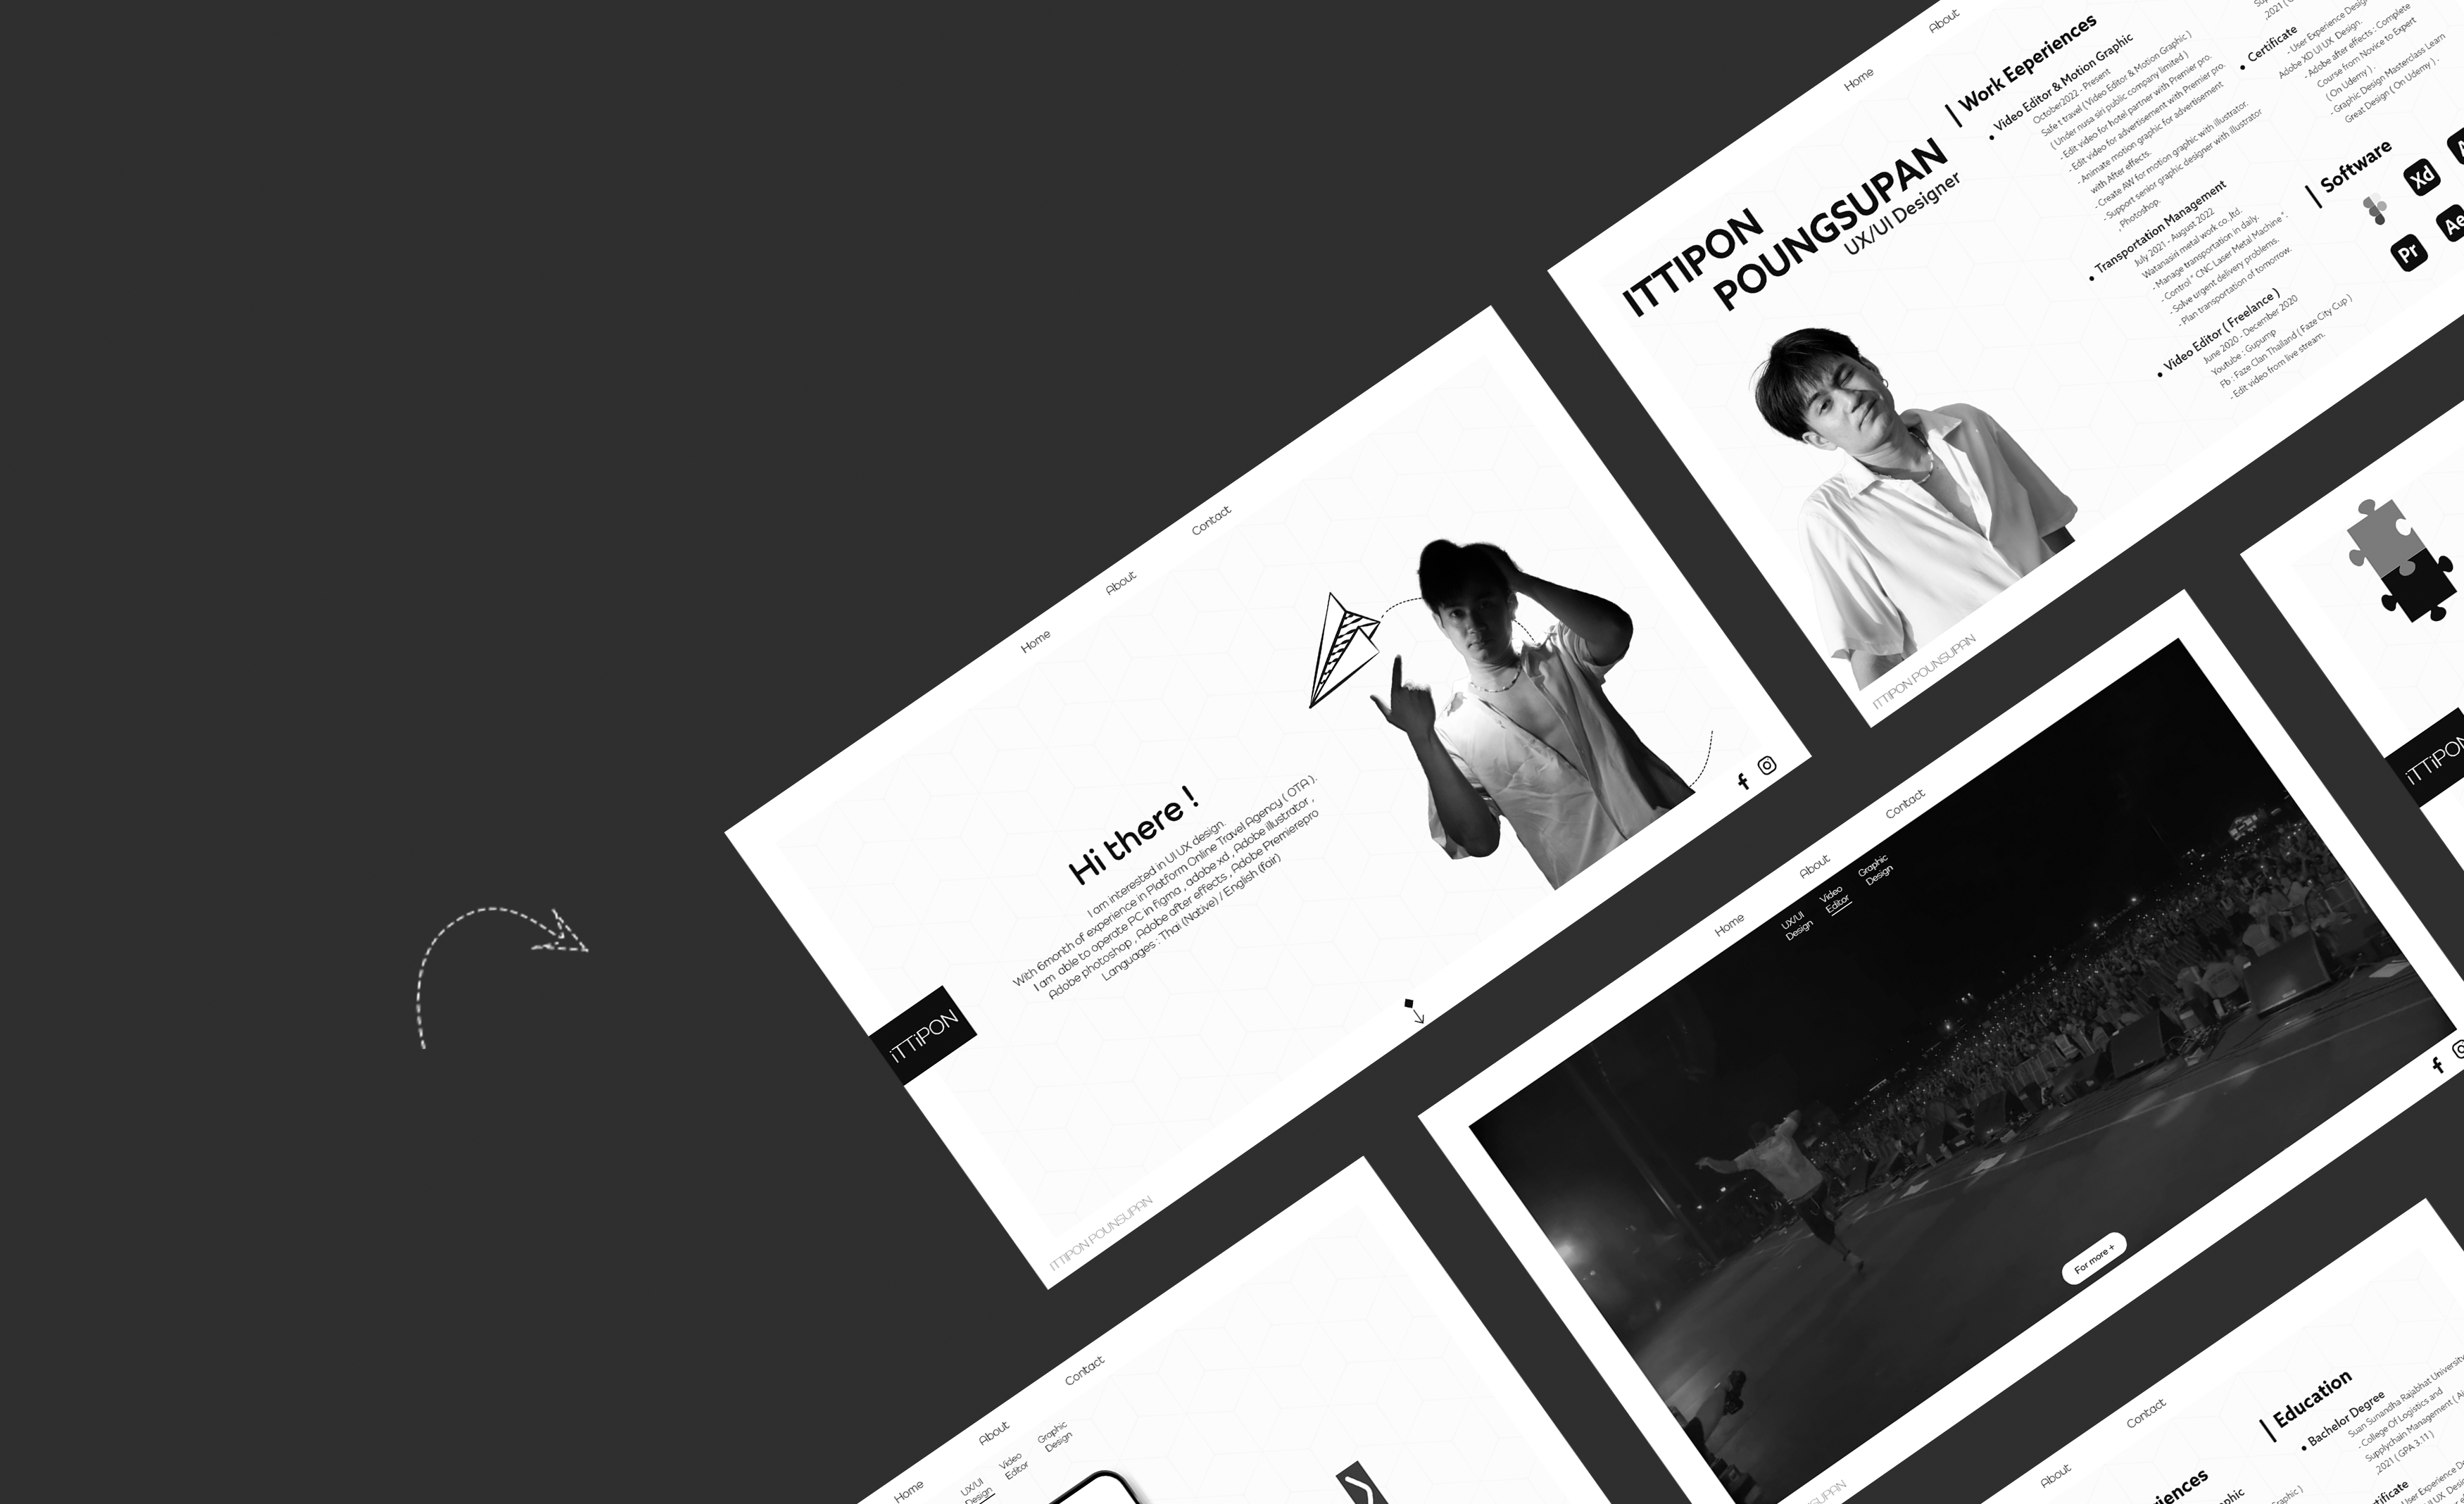 Home
About
Contact
Hi there !
I am interested in UI UX design.
With 6month of experience in Platform Online Travel Agency ( OTA ).
I am able to operate PC in figma , adobe xd , Adobe illustrator ,
Adobe photoshop , Adobe after effects , Adobe Premierepro
Languages : Thai (Native) / English (fair)
iTTiPON
ITTIPON POUNSUPAN
Home
About
ITTIPON
POUNGSUPAN
UX/UI Designer
ITTIPON POUNSUPAN
Work Eeperiences
• Video Editor & Motion Graphic
October2022 - Present
Safe t travel ( Video Editor & Motion Graphic )
( Under nusa siri public company limited )
- Edit video for hotel partner with Premier pro.
- Edit video for advertisement with Premier pro.
- Animate motion graphic for advertisement
with After effects.
- Create AW for motion graphic with illustrator.
- Support senior graphic designer with illustrator
, Photoshop.
• Transportation Management
July 2021 - August 2022
Watanasiri metal work co.,ltd.
- Manage transportation in daily.
- Control " CNC Laser Metal Machine " .
- Solve urgent delivery problems.
- Plan transportation of tomorrow.
• Video Editor ( Freelance )
June 2020 - December 2020
Youtube : Gupump
Fb : Faze Clan Thailand ( Faze City Cup )
- Edit video from live stream.
,2021 (
• Certificate
- User Experience Desig
Adobe XD UI UX Design.
- Adobe after effects : Complete
Course from Novice to Expert
( On Udemy ) .
- Graphic Design Masterclass Learn
Great Design ( On Udemy ) .
Software
Xd
Pr
Ae
iTTiPON
Home
About
Contact
UX/UI
Design
Video
Editor
Graphic
Design
For more +
Home
About
Contact
UX/UI
Design
Video
Editor
Graphic
Design
About
Contact
Education
• Bachelor Degree
Suan Sunandha Rajabhat University
- College Of Logistics and
Supplychain Management (
,2021 ( GPA 3.11 )